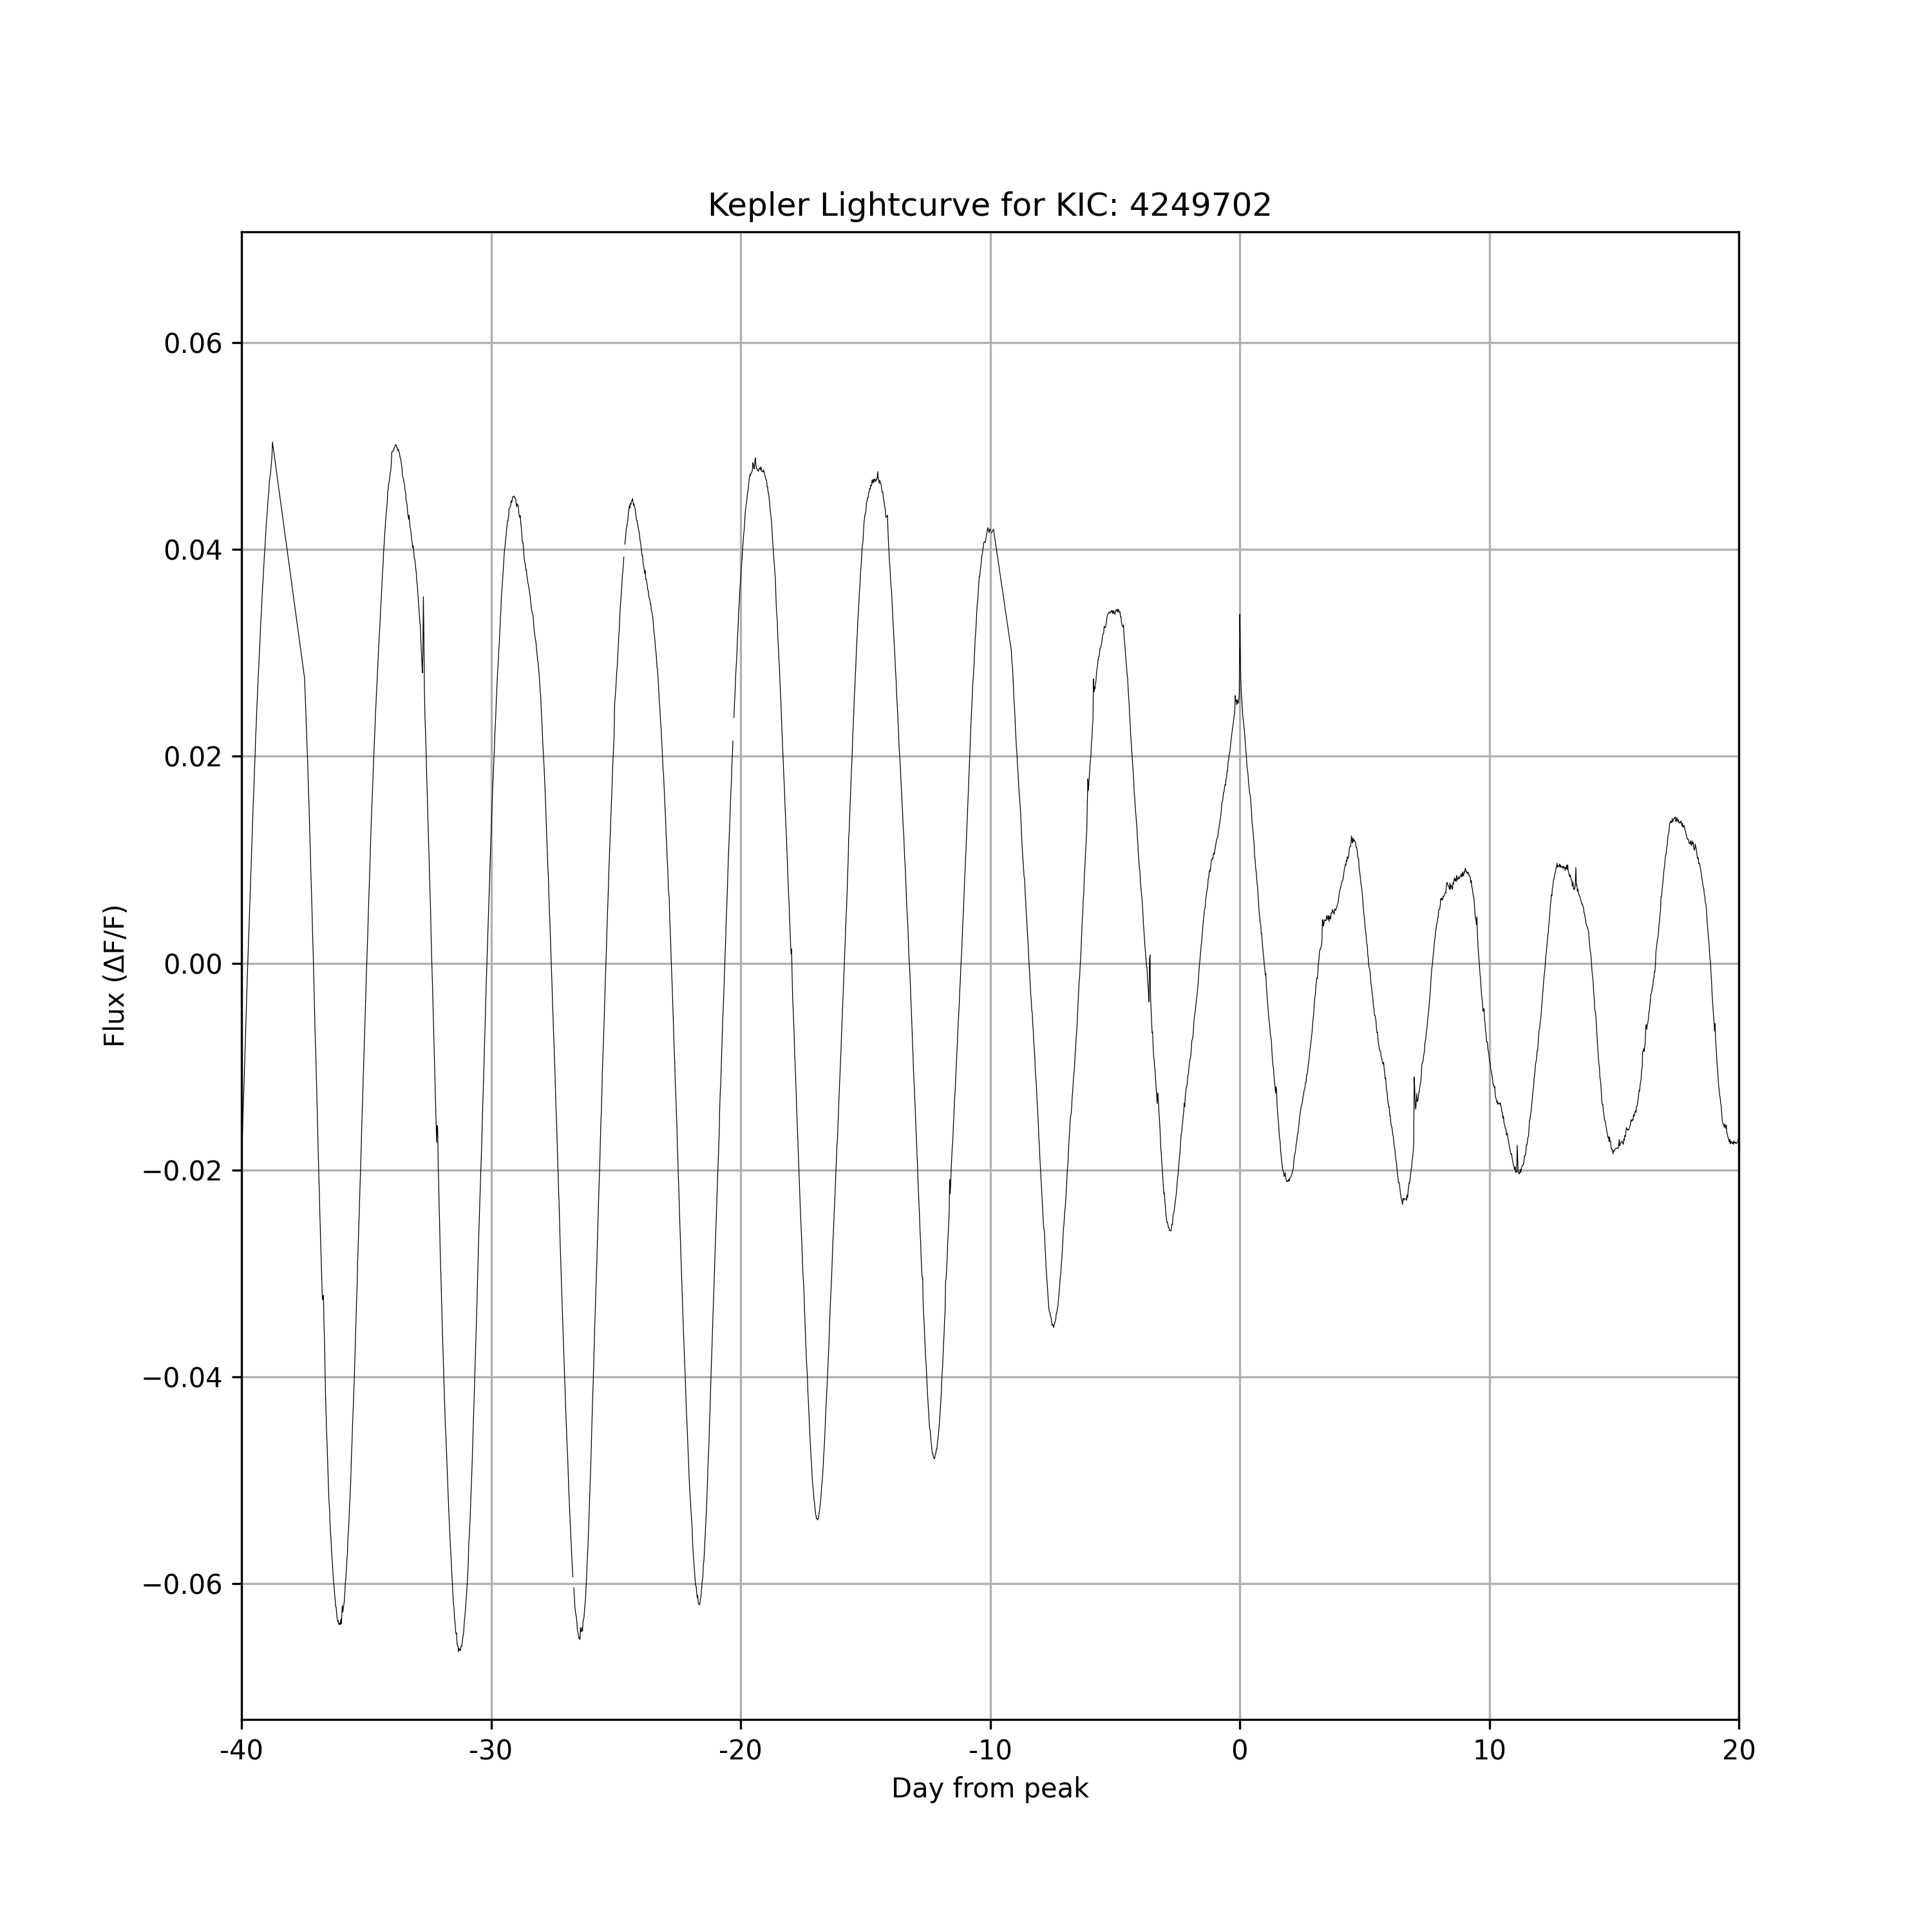 Kepler Lightcurve for KIC: 4249702
Flux (ΔF/F)
0.06
0.04
0.02
0.00
−0.02
−0.04
−0.06
-40 -30 -20 -10 0 10 20
Day from peak